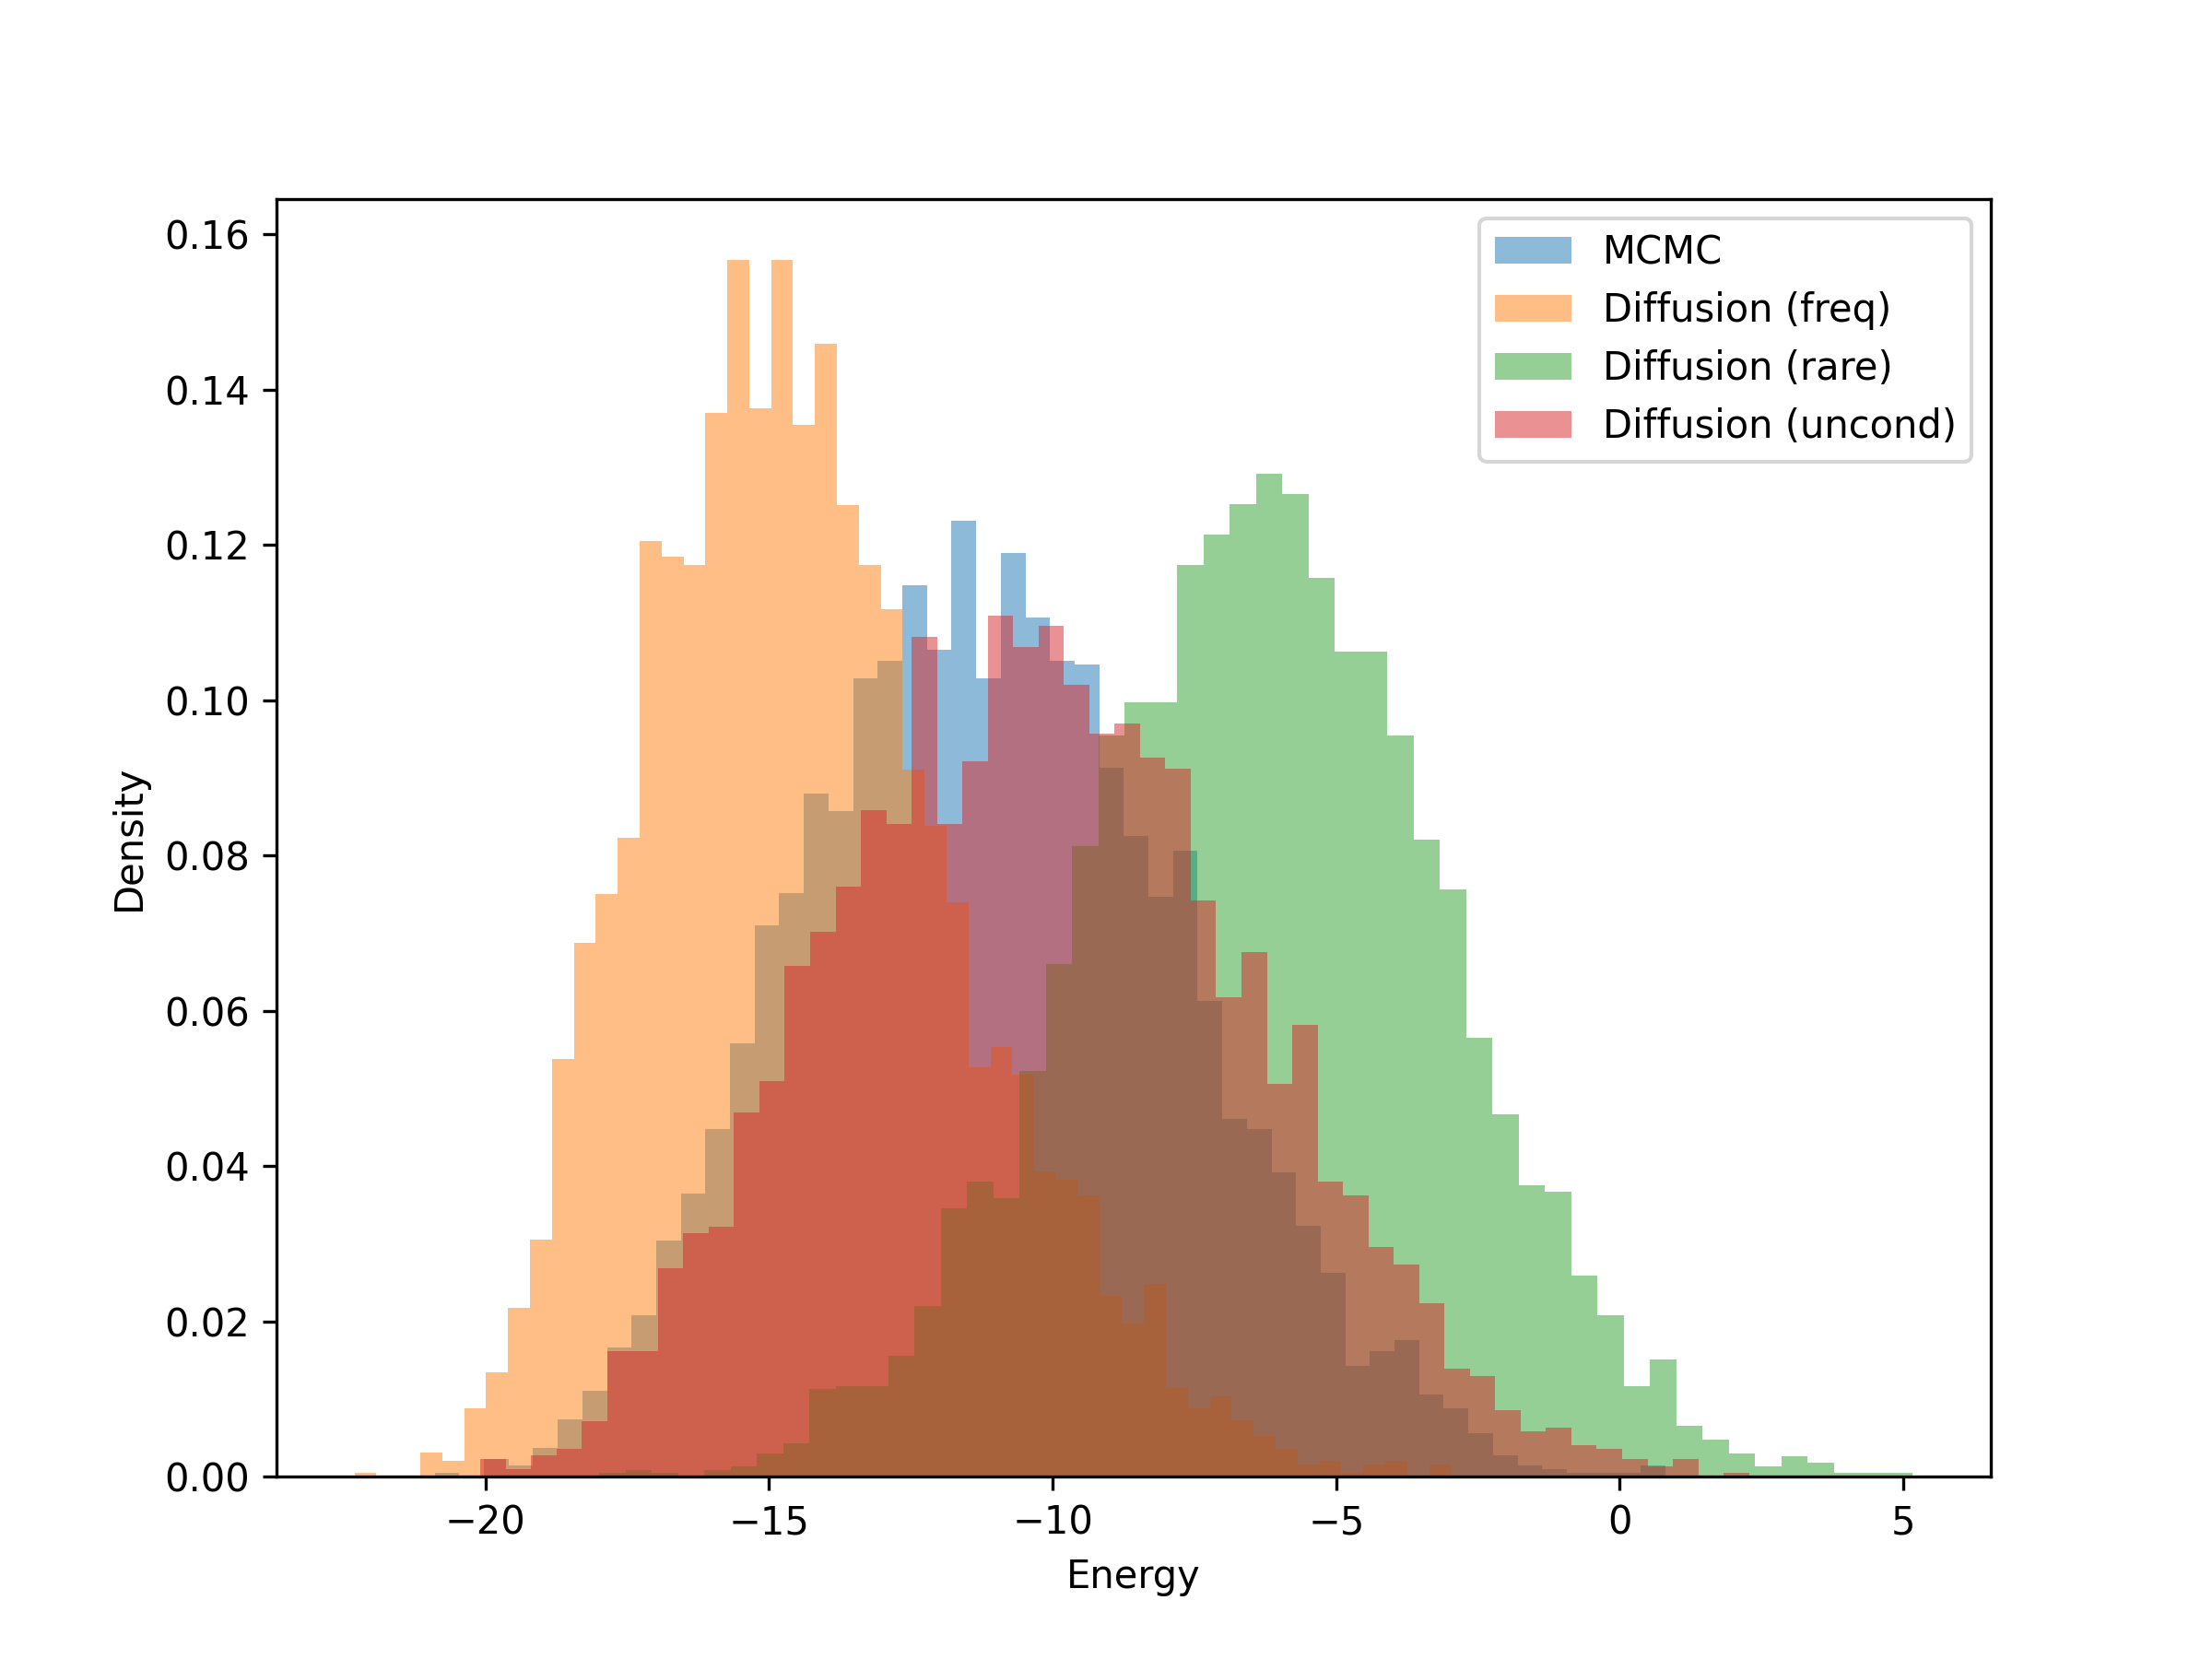 MCMC
Diffusion (freq)
Diffusion (rare)
Diffusion (uncond)
0.16
0.14
0.12
0.10
0.08
0.06
0.04
0.02
0.00
Density
−20 −15 −10 −5 0 5
Energy